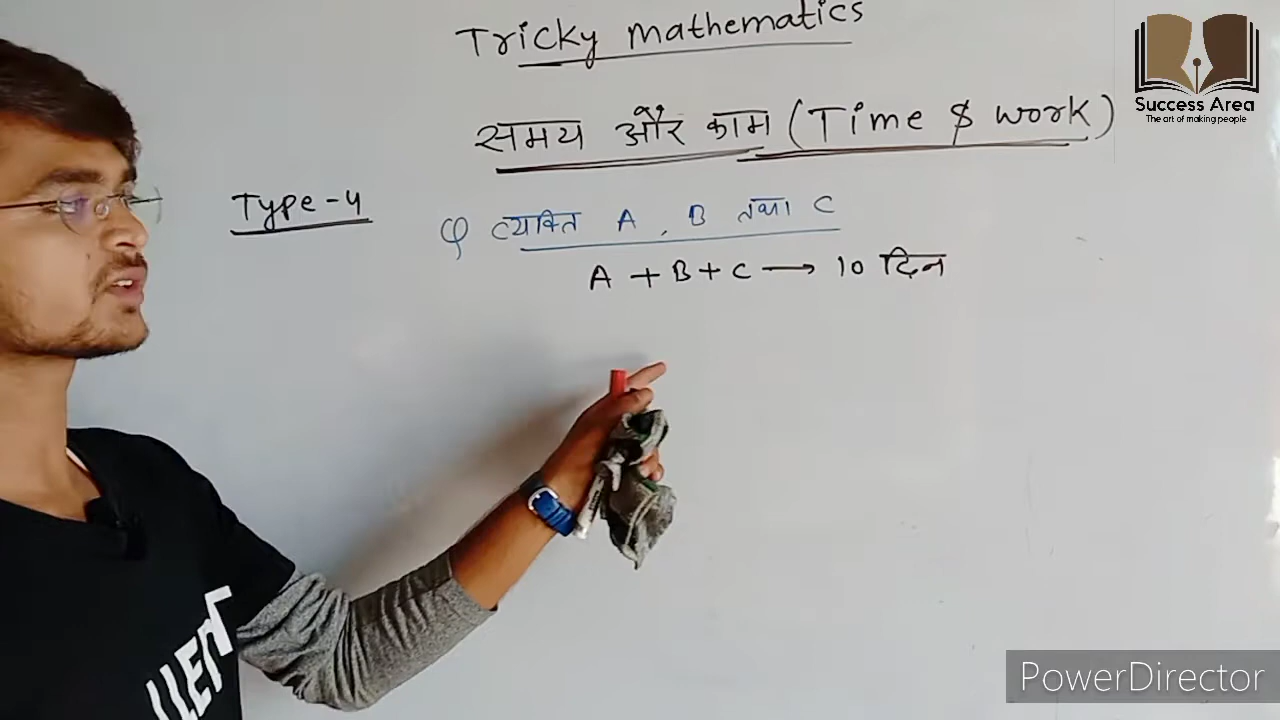 Tricky mathematics
समय और काम (Time & work)
Type-4
Q व्यक्ति A, B तथा C
A + B + C → 10 दिन
Success Area
The art of making people
PowerDirector